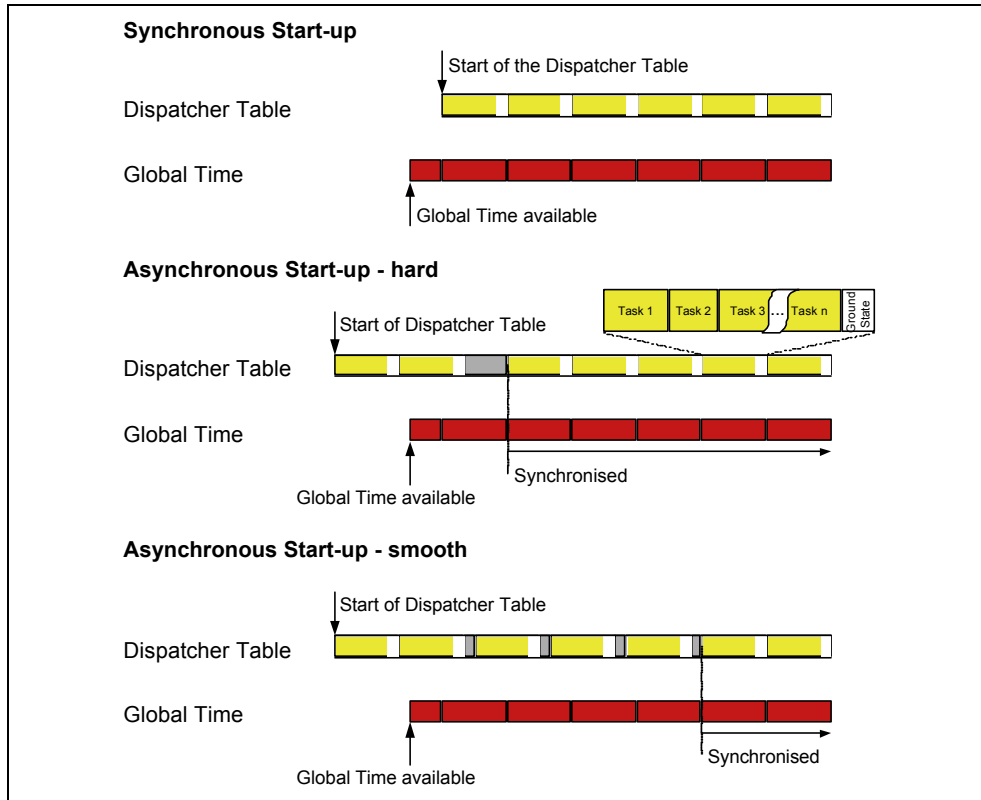 Synchronous Start-up
Start of the Dispatcher Table
Dispatcher Table
Global Time
Global Time available
Asynchronous Start-up - hard
Task 1 Task 2 Task 3 ... Task n Ground State
Start of Dispatcher Table
Dispatcher Table
Global Time
Synchronised
Global Time available
Asynchronous Start-up - smooth
Start of Dispatcher Table
Dispatcher Table
Global Time
Synchronised
Global Time available